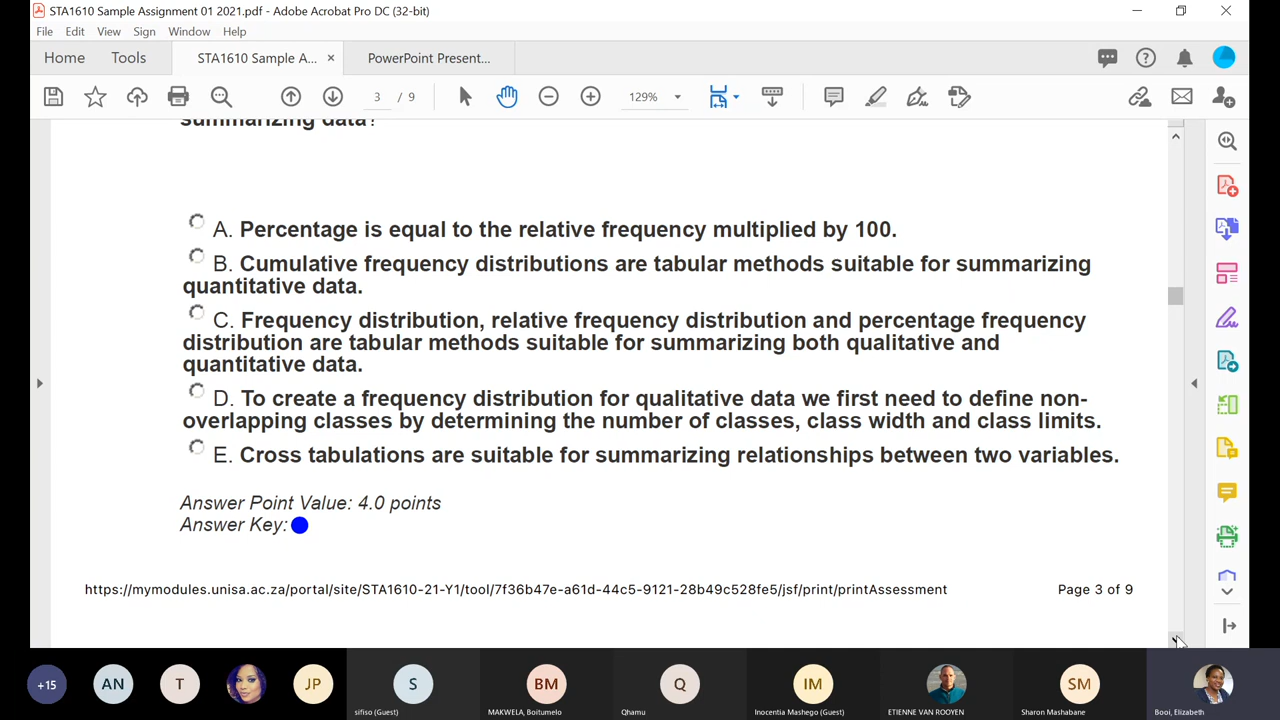 STA1610 Sample Assignment 01 2021.pdf - Adobe Acrobat Pro DC (32-bit)
File Edit View Sign Window Help
Home Tools STA1610 Sample A... × PowerPoint Present...
3 / 9 129%
summarizing data?
A. Percentage is equal to the relative frequency multiplied by 100.
B. Cumulative frequency distributions are tabular methods suitable for summarizing
quantitative data.
C. Frequency distribution, relative frequency distribution and percentage frequency
distribution are tabular methods suitable for summarizing both qualitative and
quantitative data.
D. To create a frequency distribution for qualitative data we first need to define non-
overlapping classes by determining the number of classes, class width and class limits.
E. Cross tabulations are suitable for summarizing relationships between two variables.
Answer Point Value: 4.0 points
Answer Key:
https://mymodules.unisa.ac.za/portal/site/STA1610-21-Y1/tool/7f36b47e-a61d-44c5-9121-28b49c528fe5/jsf/print/printAssessment Page 3 of 9
+15 AN T JP S BM Q IM SM
sifiso (Guest) MAKWELA, Boitumelo Qhamu Inocentia Mashego (Guest) ETIENNE VAN ROOYEN Sharon Mashabane Booi, Elizabeth